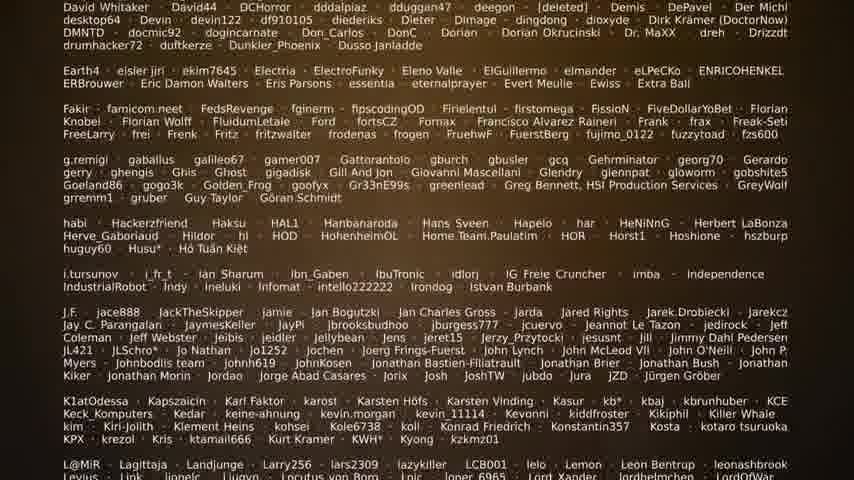 David Whitaker · David44 · DCHorror · dddalpiaz · dduggan47 · deegon · [deleted] · Demis · DePavel · Der Michl
desktop64 · Devin · devin122 · df910105 · diederiks · Dieter · Dimage · dingdong · dioxyde · Dirk Krämer (DoctorNow)
DMNTD · docmic92 · dogincarnate · Don_Carlos · DonC · Dorian · Dorian Okrucinski · Dr. MaXX · dreh · Drizzdt
drumhacker72 · duftkerze · Dunkler_Phoenix · Dusso Janladde
Earth4 · eisler jiri · ekim7645 · Electria · ElectroFunky · Eleno Valle · ElGuillermo · elmander · eLPeCKo · ENRICOHENKEL
ERBrouwer · Eric Damon Walters · Eris Parsons · essentia · eternalprayer · Evert Meulie · Ewiss · Extra Ball
Fakir · famicom.neet · FedsRevenge · fginerm · fipscodingOD · Firielentul · firstomega · FissioN · FiveDollarYoBet · Florian
Knobel · Florian Wolff · FluidumLetale · Ford · fortsCZ · Fornax · Francisco Alvarez Raineri · Frank · frax · Freak-Seti
FreeLarry · frei · Frenk · Fritz · fritzwalter · frodenas · frogen · FruehwF · FuerstBerg · fujimo_0122 · fuzzytoad · fzs600
g.remigi · gaballus · galileo67 · gamer007 · Gattorantolo · gburch · gbusler · gcq · Gehrminator · georg70 · Gerardo
gerry · ghengis · Ghis · Ghost · gigadisk · Gill And Jon · Giovanni Mascellani · Glendry · glennpat · gloworm · gobshite5
Goeland86 · gogo3k · Golden_Frog · goofyx · Gr33nE99s · greenlead · Greg Bennett, HSI Production Services · GreyWolf
grremm1 · gruber · Guy Taylor · Göran Schmidt
habi · Hackerzfriend · Haksu · HAL1 · Hanbanaroda · Hans Sveen · Hapelo · har · HeNiNnG · Herbert LaBonza
Herve_Gaboriaud · Hildor · hl · HOD · HohenheimOL · Home.Team.Paulatim · HOR · Horst1 · Hoshione · hszburp
huguy60 · Husu* · Hồ Tuấn Kiệt
i.tursunov · i_fr_t · Ian Sharum · Ibn_Gaben · IbuTronic · idlorj · IG Freie Cruncher · imba · Independence
IndustrialRobot · Indy · Ineluki · Infomat · intello222222 · Irondog · Istvan Burbank
J.F. · jace888 · JackTheSkipper · jamie · Jan Bogutzki · Jan Charles Gross · Jarda · Jared Rights · Jarek.Drobiecki · Jarekcz
Jay C. Parangalan · JaymesKeller · JayPi · jbrooksbudhoo · jburgess777 · jcuervo · Jeannot Le Tazon · jedirock · Jeff
Coleman · Jeff Webster · Jeibis · jeidler · Jellybean · Jens · jeret15 · Jerzy_Przytocki · jesusnt · Jill · Jimmy Dahl Pedersen
JL421 · JLSchro* · Jo Nathan · Jo1252 · Jochen · Joerg Frings-Fuerst · John Lynch · John McLeod VII · John O'Neil · John P.
Myers · Johnbodlis team · Johnh619 · JohnKosen · Jonathan Bastien-Filiatrault · Jonathan Brier · Jonathan Bush · Jonathan
Kiker · Jonathan Morin · Jordao · Jorge Abad Casares · Jorix · Josh · JoshTW · jubdo · Jura · JZD · Jürgen Gröber
K1atOdessa · Kapszaicin · Karl Faktor · karost · Karsten Höfs · Karsten Vinding · Kasur · kb* · kbaj · kbrunhuber · KCE
Keck_Komputers · Kedar · keine-ahnung · kevin.morgan · kevin_11114 · Kevonni · kiddfroster · Kikiphil · Killer Whale
kim · Kiri-Jolith · Klement Heins · kohsei · Kole6738 · koll · Konrad Friedrich · Konstantin357 · Kosta · kotaro tsuruoka
KPX · krezol · Kris · ktamail666 · Kurt Kramer · KWH* · Kyong · kzkmz01
L@MiR · Lagittaja · Landjunge · Larry256 · lars2309 · lazykiller · LCB001 · lelo · Lemon · Leon Bentrup · leonashbrook
Levius · Link · lionelc · Liugyn · Locutus von Borg · Loic · loner_6965 · Lord_Xander · lordhelmchen · LordOfWar